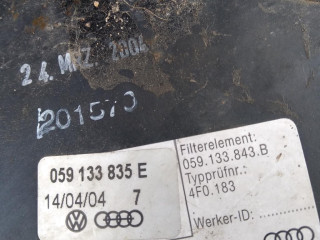 24. MRZ. 2004
201570
059 133 835 E
14/04/04 7
Filterelement:
059.133.843.B
Typprüfnr.:
4F0.183
Werker-ID: